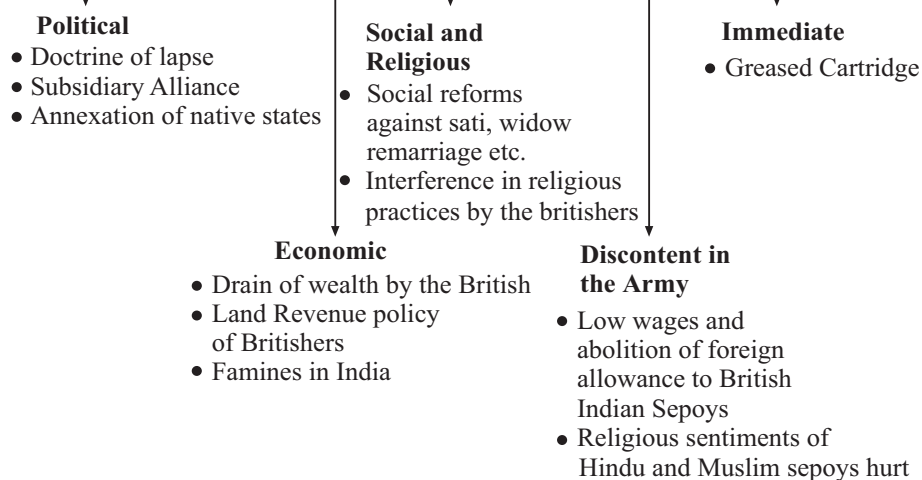 Political
• Doctrine of lapse
• Subsidiary Alliance
• Annexation of native states
Social and
Religious
• Social reforms
against sati, widow
remarriage etc.
• Interference in religious
practices by the britishers
Immediate
• Greased Cartridge
Economic
• Drain of wealth by the British
• Land Revenue policy
of Britishers
• Famines in India
Discontent in
the Army
• Low wages and
abolition of foreign
allowance to British
Indian Sepoys
• Religious sentiments of
Hindu and Muslim sepoys hurt